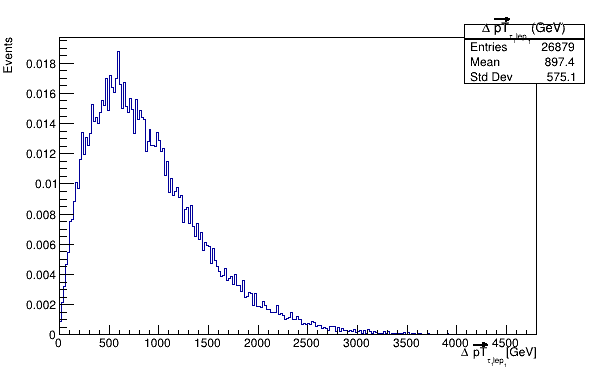 Δ pT τ₁lep₁ (GeV)
Entries 26879
Mean 897.4
Std Dev 575.1
Events
0.018
0.016
0.014
0.012
0.01
0.008
0.006
0.004
0.002
0
0 500 1000 1500 2000 2500 3000 3500 4000 4500
Δ pT τ₁lep₁ [GeV]